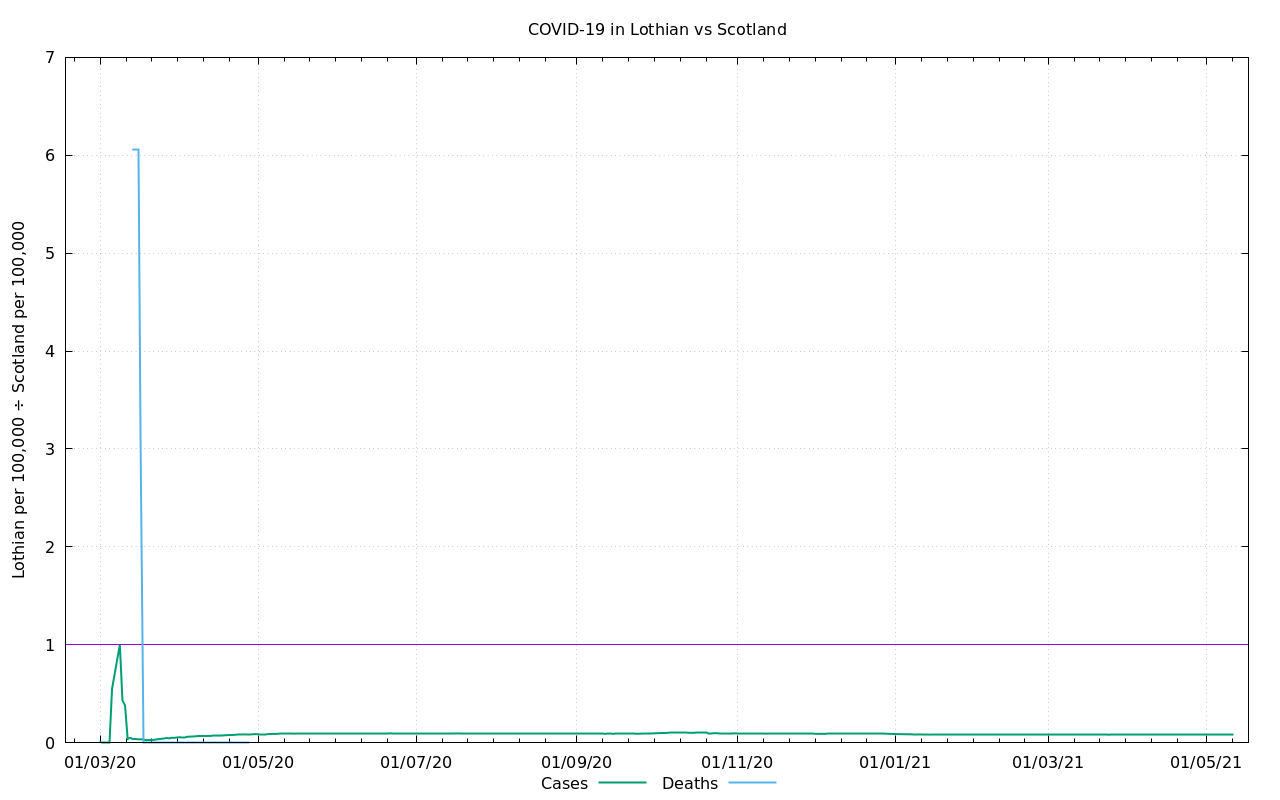 COVID-19 in Lothian vs Scotland
Lothian per 100,000 ÷ Scotland per 100,000
7
6
5
4
3
2
1
0
01/03/20 01/05/20 01/07/20 01/09/20 01/11/20 01/01/21 01/03/21 01/05/21
Cases Deaths